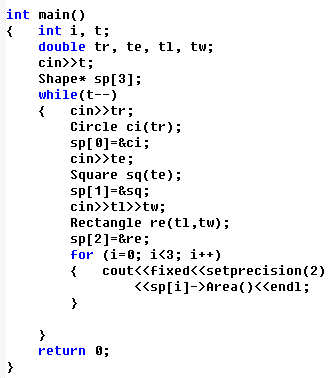 int main()
{   int i, t;
    double tr, te, tl, tw;
    cin>>t;
    Shape* sp[3];
    while(t--)
    {   cin>>tr;
        Circle ci(tr);
        sp[0]=&ci;
        cin>>te;
        Square sq(te);
        sp[1]=&sq;
        cin>>tl>>tw;
        Rectangle re(tl,tw);
        sp[2]=&re;
        for (i=0; i<3; i++)
        {   cout<<fixed<<setprecision(2)
                <<sp[i]->Area()<<endl;
        }

    }
    return 0;
}